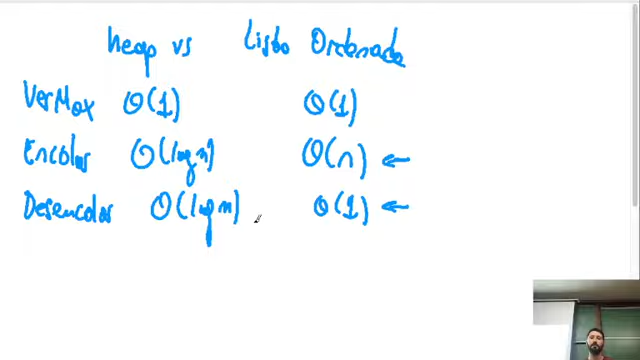 heap vs Lista Ordenada
VerMax O(1) O(1)
Encolar O(log n) O(n) ←
Desencolar O(log n) O(1) ←